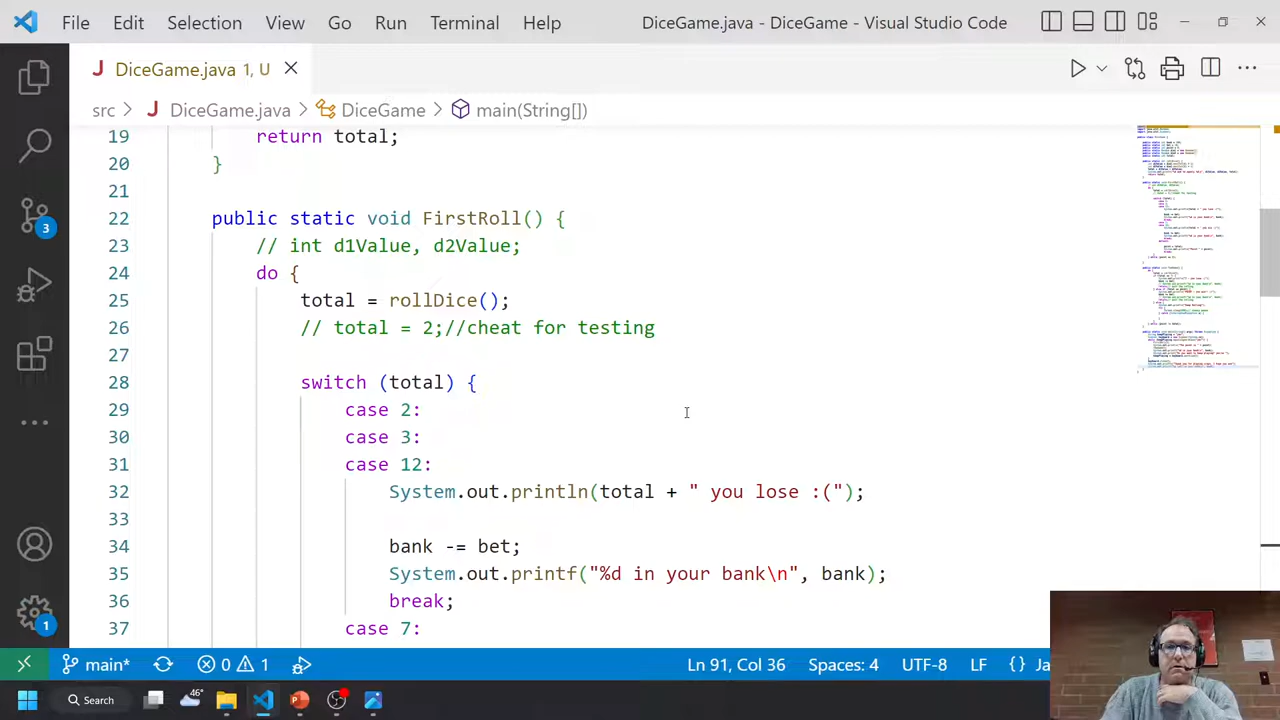 File Edit Selection View Go Run Terminal Help DiceGame.java - DiceGame - Visual Studio Code
J DiceGame.java 1, U
src > J DiceGame.java > DiceGame > main(String[])
19 return total;
20 }
21
22 public static void FirstRoll() {
23 // int d1Value, d2Value;
24 do {
25 total = rollDice();
26 // total = 2;//cheat for testing
27
28 switch (total) {
29 case 2:
30 case 3:
31 case 12:
32 System.out.println(total + " you lose :(");
33
34 bank -= bet;
35 System.out.printf("%d in your bank\n", bank);
36 break;
37 case 7:
3
1
main* 0 1 Ln 91, Col 36 Spaces: 4 UTF-8 LF {} Ja
Search 46°